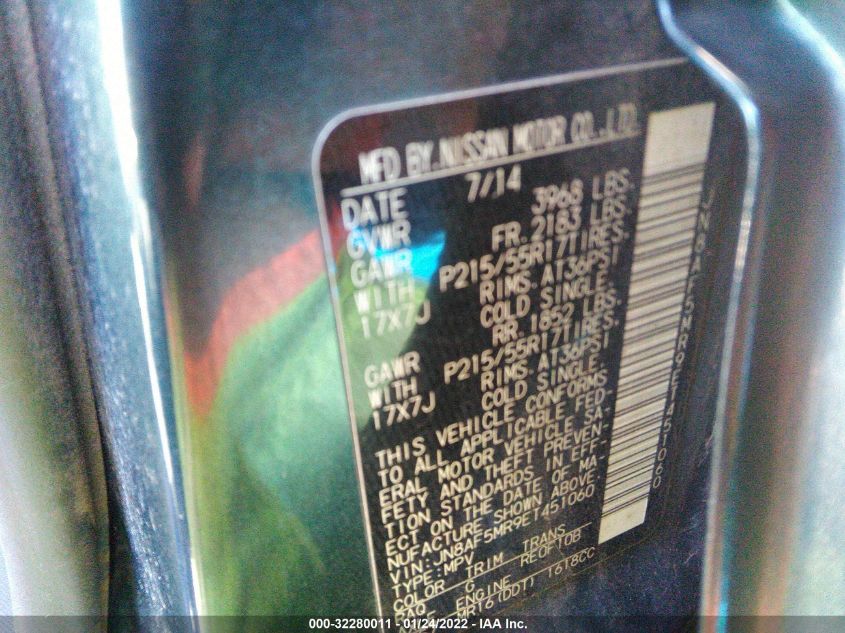 MFD BY NISSAN MOTOR CO.,LTD.
DATE 7/14
GVWR 3968 LBS.
GAWR FR. 2183 LBS.
WITH P215/55R17TIRES.
17X7J RIMS. AT36PSI
COLD SINGLE.
RR. 1852 LBS.
GAWR P215/55R17TIRES.
WITH RIMS. AT36PSI
17X7J COLD SINGLE.
THIS VEHICLE CONFORMS
TO ALL APPLICABLE FED-
ERAL MOTOR VEHICLE SA-
FETY AND THEFT PREVEN-
TION STANDARDS IN EFF-
ECT ON THE DATE OF MA-
NUFACTURE SHOWN ABOVE.
VIN:JN8AF5MR9ET451060
TYPE:MPV
COLOR TRIM TRANS
G RE0F10B
ENGINE
MR16(DDT) 1618CC
JN8AF5MR9ET451060
000-32280011 - 01/24/2022 - IAA Inc.